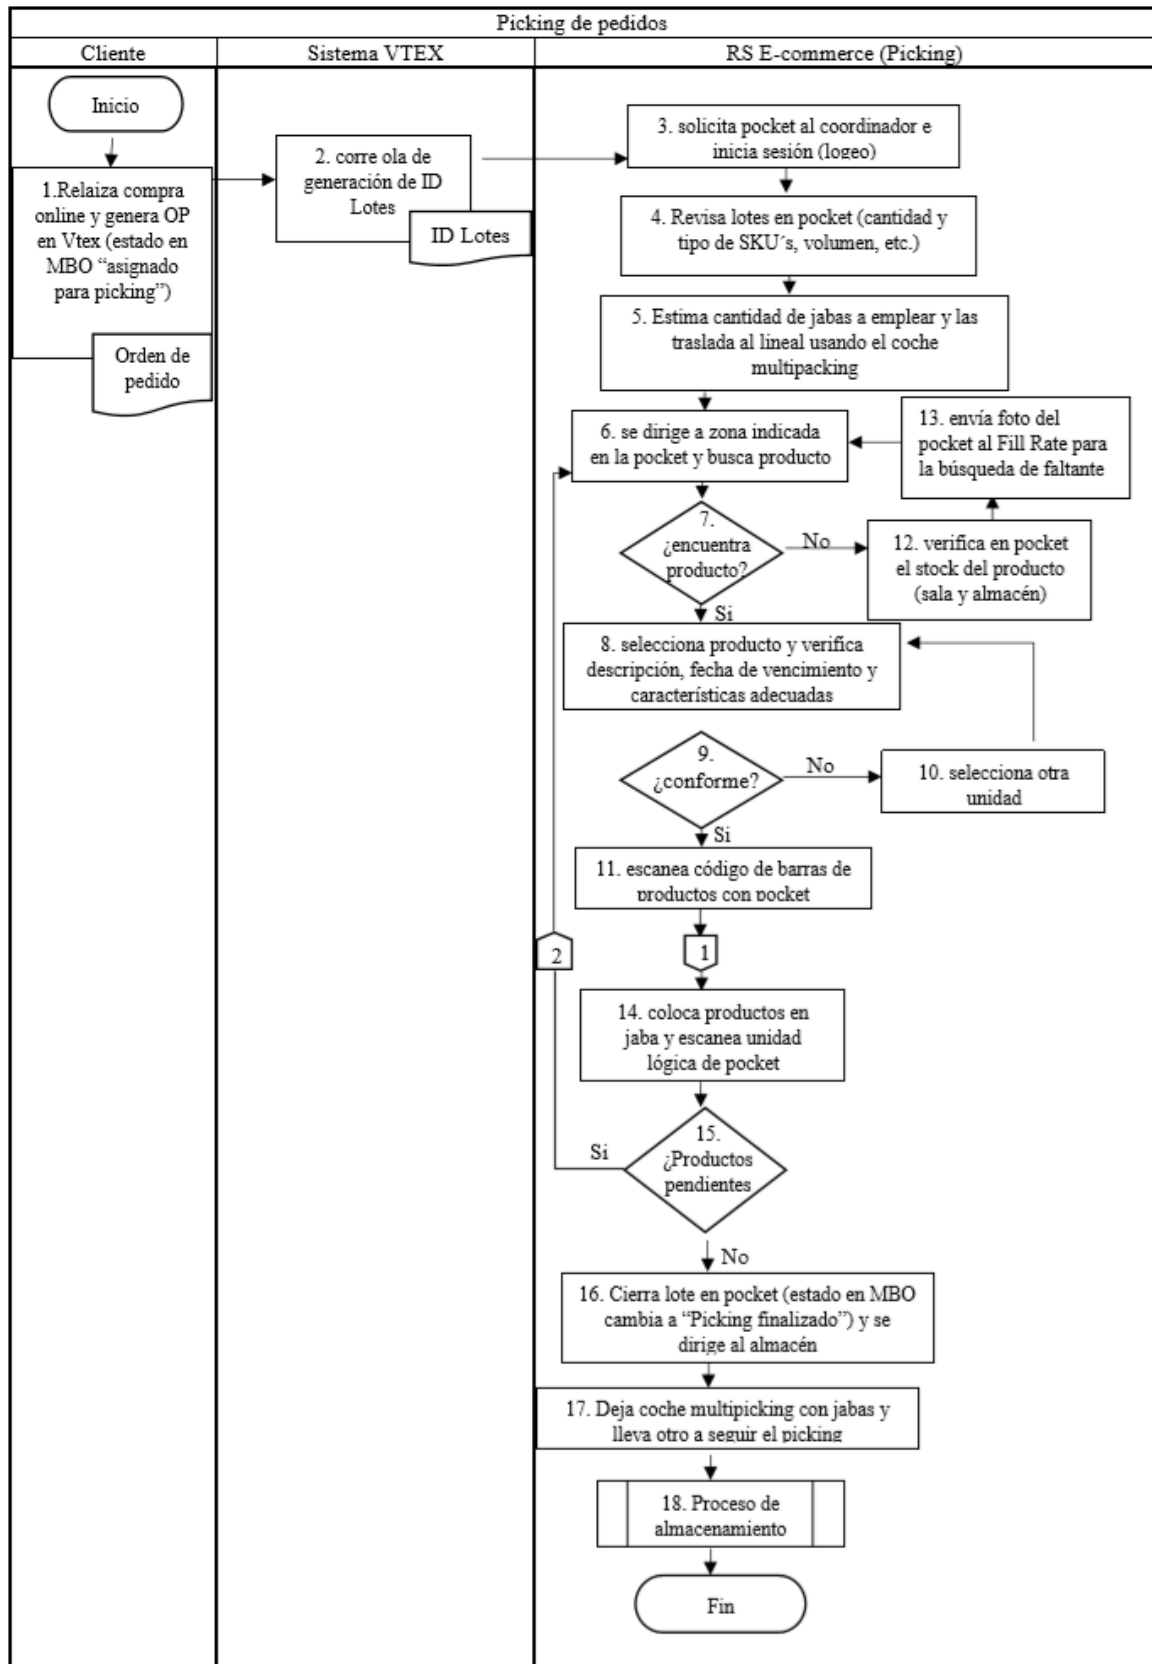 Picking de pedidos
Cliente
Sistema VTEX
RS E-commerce (Picking)
Inicio
1.Relaiza compra
online y genera OP
en Vtex (estado en
MBO “asignado
para picking”)
Orden de
pedido
2. corre ola de
generación de ID
Lotes
ID Lotes
3. solicita pocket al coordinador e
inicia sesión (logeo)
4. Revisa lotes en pocket (cantidad y
tipo de SKU´s, volumen, etc.)
5. Estima cantidad de jabas a emplear y las
traslada al lineal usando el coche
multipacking
6. se dirige a zona indicada
en la pocket y busca producto
13. envía foto del
pocket al Fill Rate para
la búsqueda de faltante
7.
¿encuentra
producto?
No
12. verifica en pocket
el stock del producto
(sala y almacén)
Si
8. selecciona producto y verifica
descripción, fecha de vencimiento y
características adecuadas
9.
¿conforme?
No
10. selecciona otra
unidad
Si
11. escanea código de barras de
productos con pocket
2
1
14. coloca productos en
jaba y escanea unidad
lógica de pocket
15.
¿Productos
pendientes
Si
No
16. Cierra lote en pocket (estado en MBO
cambia a “Picking finalizado”) y se
dirige al almacén
17. Deja coche multipicking con jabas y
lleva otro a seguir el picking
18. Proceso de
almacenamiento
Fin